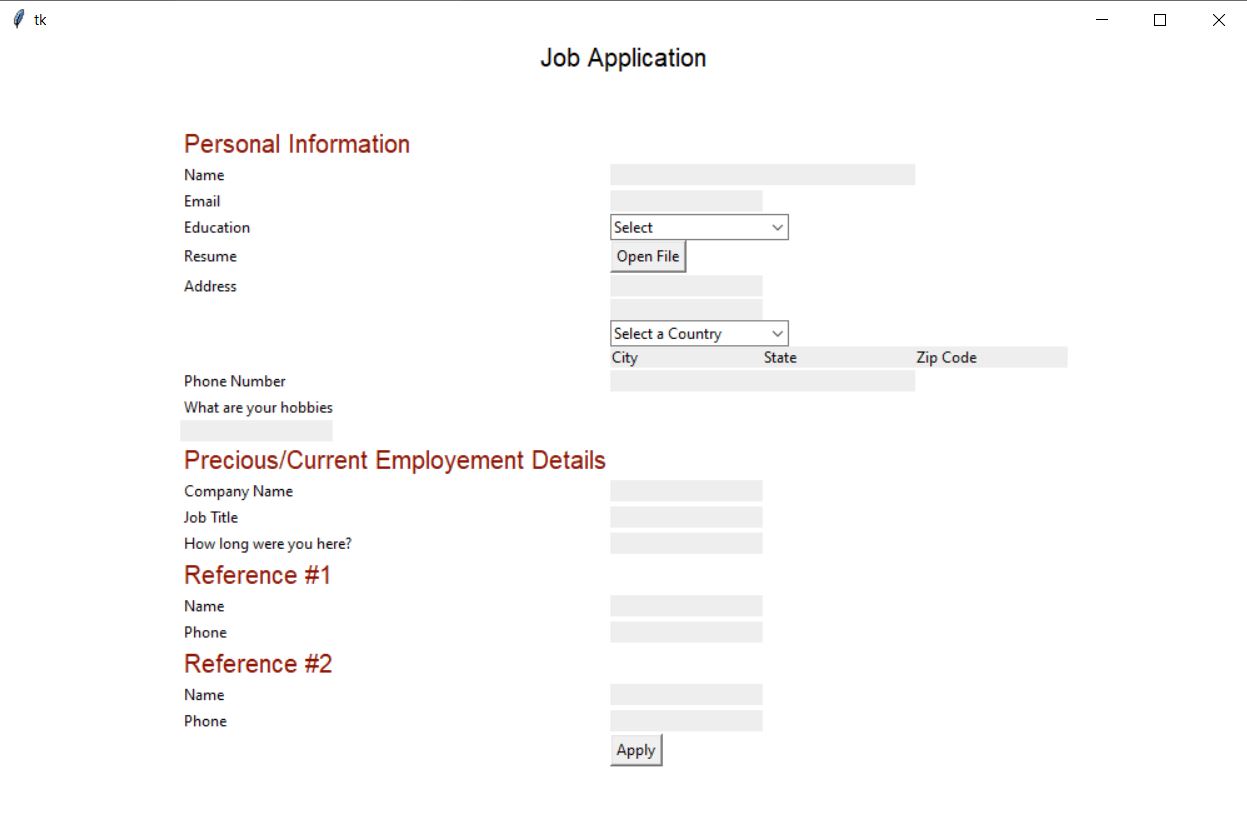 tk
Job Application
Personal Information
Name
Email
Education Select
Resume Open File
Address
Select a Country
City State Zip Code
Phone Number
What are your hobbies
Precious/Current Employement Details
Company Name
Job Title
How long were you here?
Reference #1
Name
Phone
Reference #2
Name
Phone
Apply